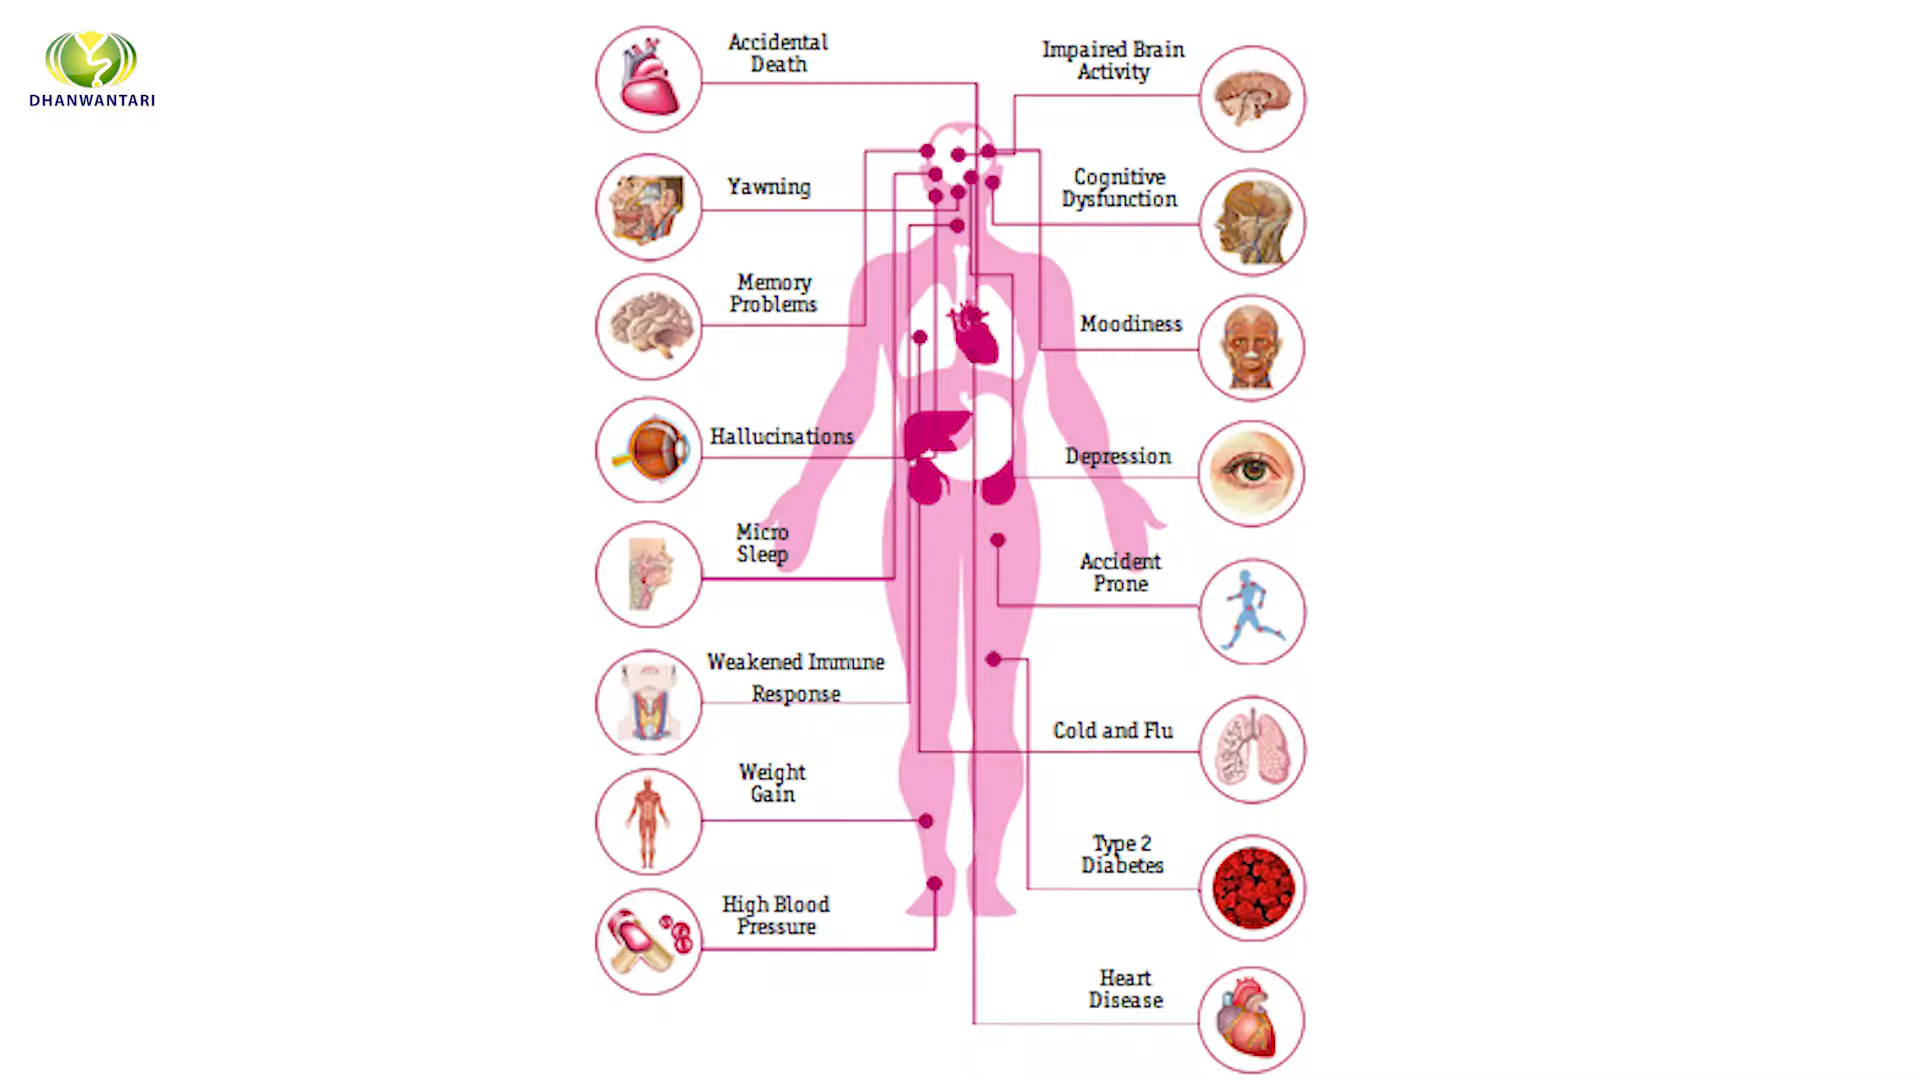 DHANWANTARI
Accidental
Death
Yawning
Memory
Problems
Hallucinations
Micro
Sleep
Weakened Immune
Response
Weight
Gain
High Blood
Pressure
Impaired Brain
Activity
Cognitive
Dysfunction
Moodiness
Depression
Accident
Prone
Cold and Flu
Type 2
Diabetes
Heart
Disease